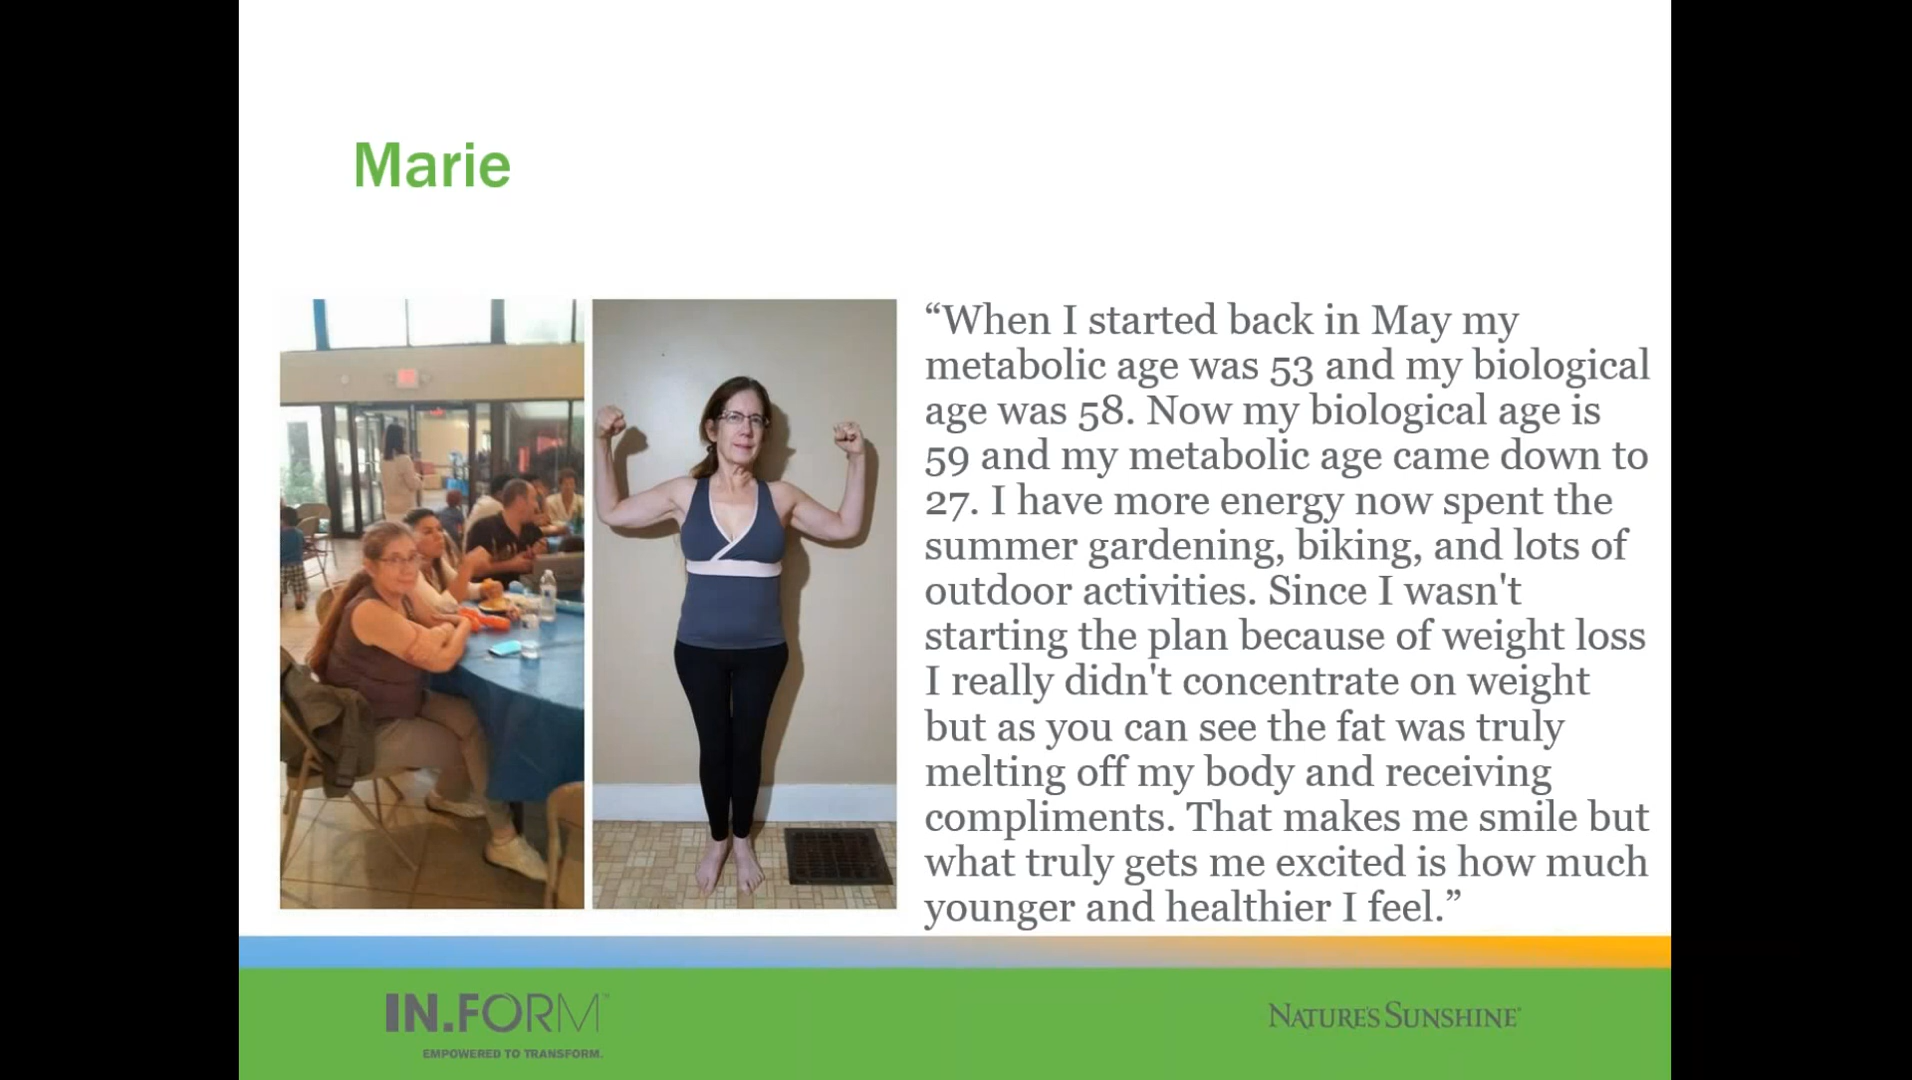 Marie
“When I started back in May my
metabolic age was 53 and my biological
age was 58. Now my biological age is
59 and my metabolic age came down to
27. I have more energy now spent the
summer gardening, biking, and lots of
outdoor activities. Since I wasn't
starting the plan because of weight loss
I really didn't concentrate on weight
but as you can see the fat was truly
melting off my body and receiving
compliments. That makes me smile but
what truly gets me excited is how much
younger and healthier I feel.”
IN.FORM™
EMPOWERED TO TRANSFORM.
NATURE'S SUNSHINE®